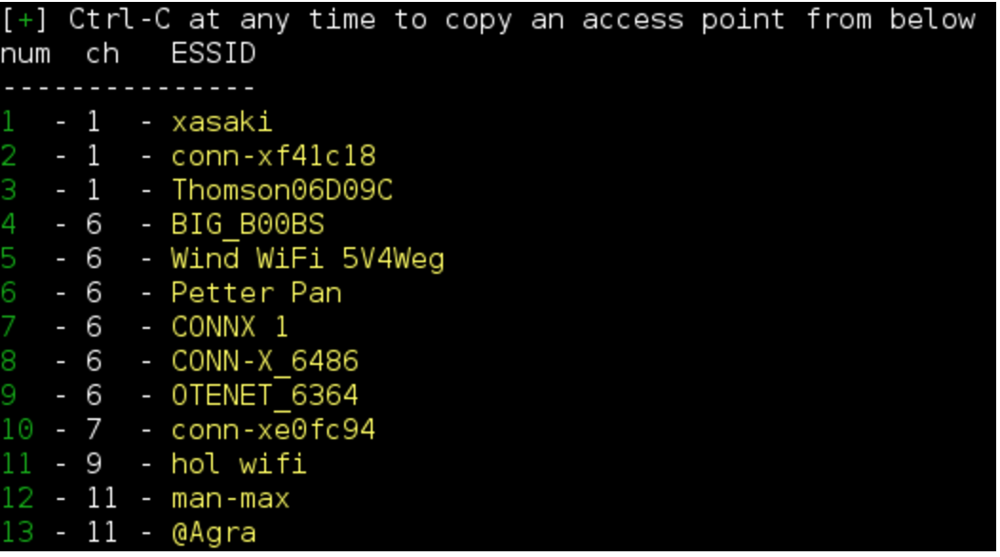 [+] Ctrl-C at any time to copy an access point from below
num ch ESSID
---------------
1 - 1 - xasaki
2 - 1 - conn-xf41c18
3 - 1 - Thomson06D09C
4 - 6 - BIG_B00BS
5 - 6 - Wind WiFi 5V4Weg
6 - 6 - Petter Pan
7 - 6 - CONNX 1
8 - 6 - CONN-X_6486
9 - 6 - OTENET_6364
10 - 7 - conn-xe0fc94
11 - 9 - hol wifi
12 - 11 - man-max
13 - 11 - @Agra